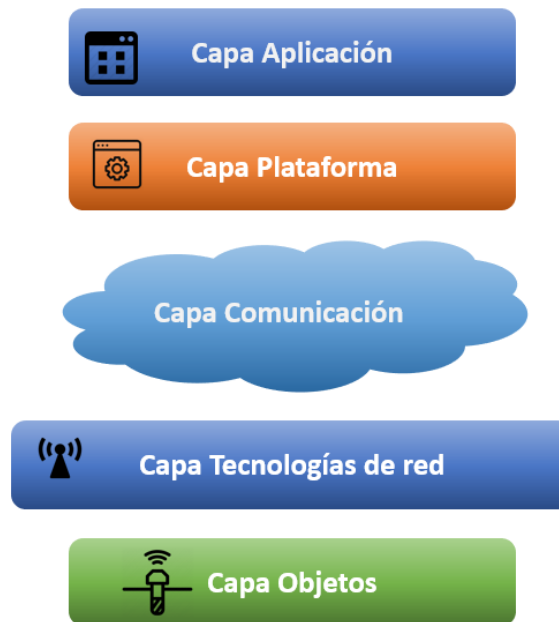 Capa Aplicación
Capa Plataforma
Capa Comunicación
Capa Tecnologías de red
Capa Objetos